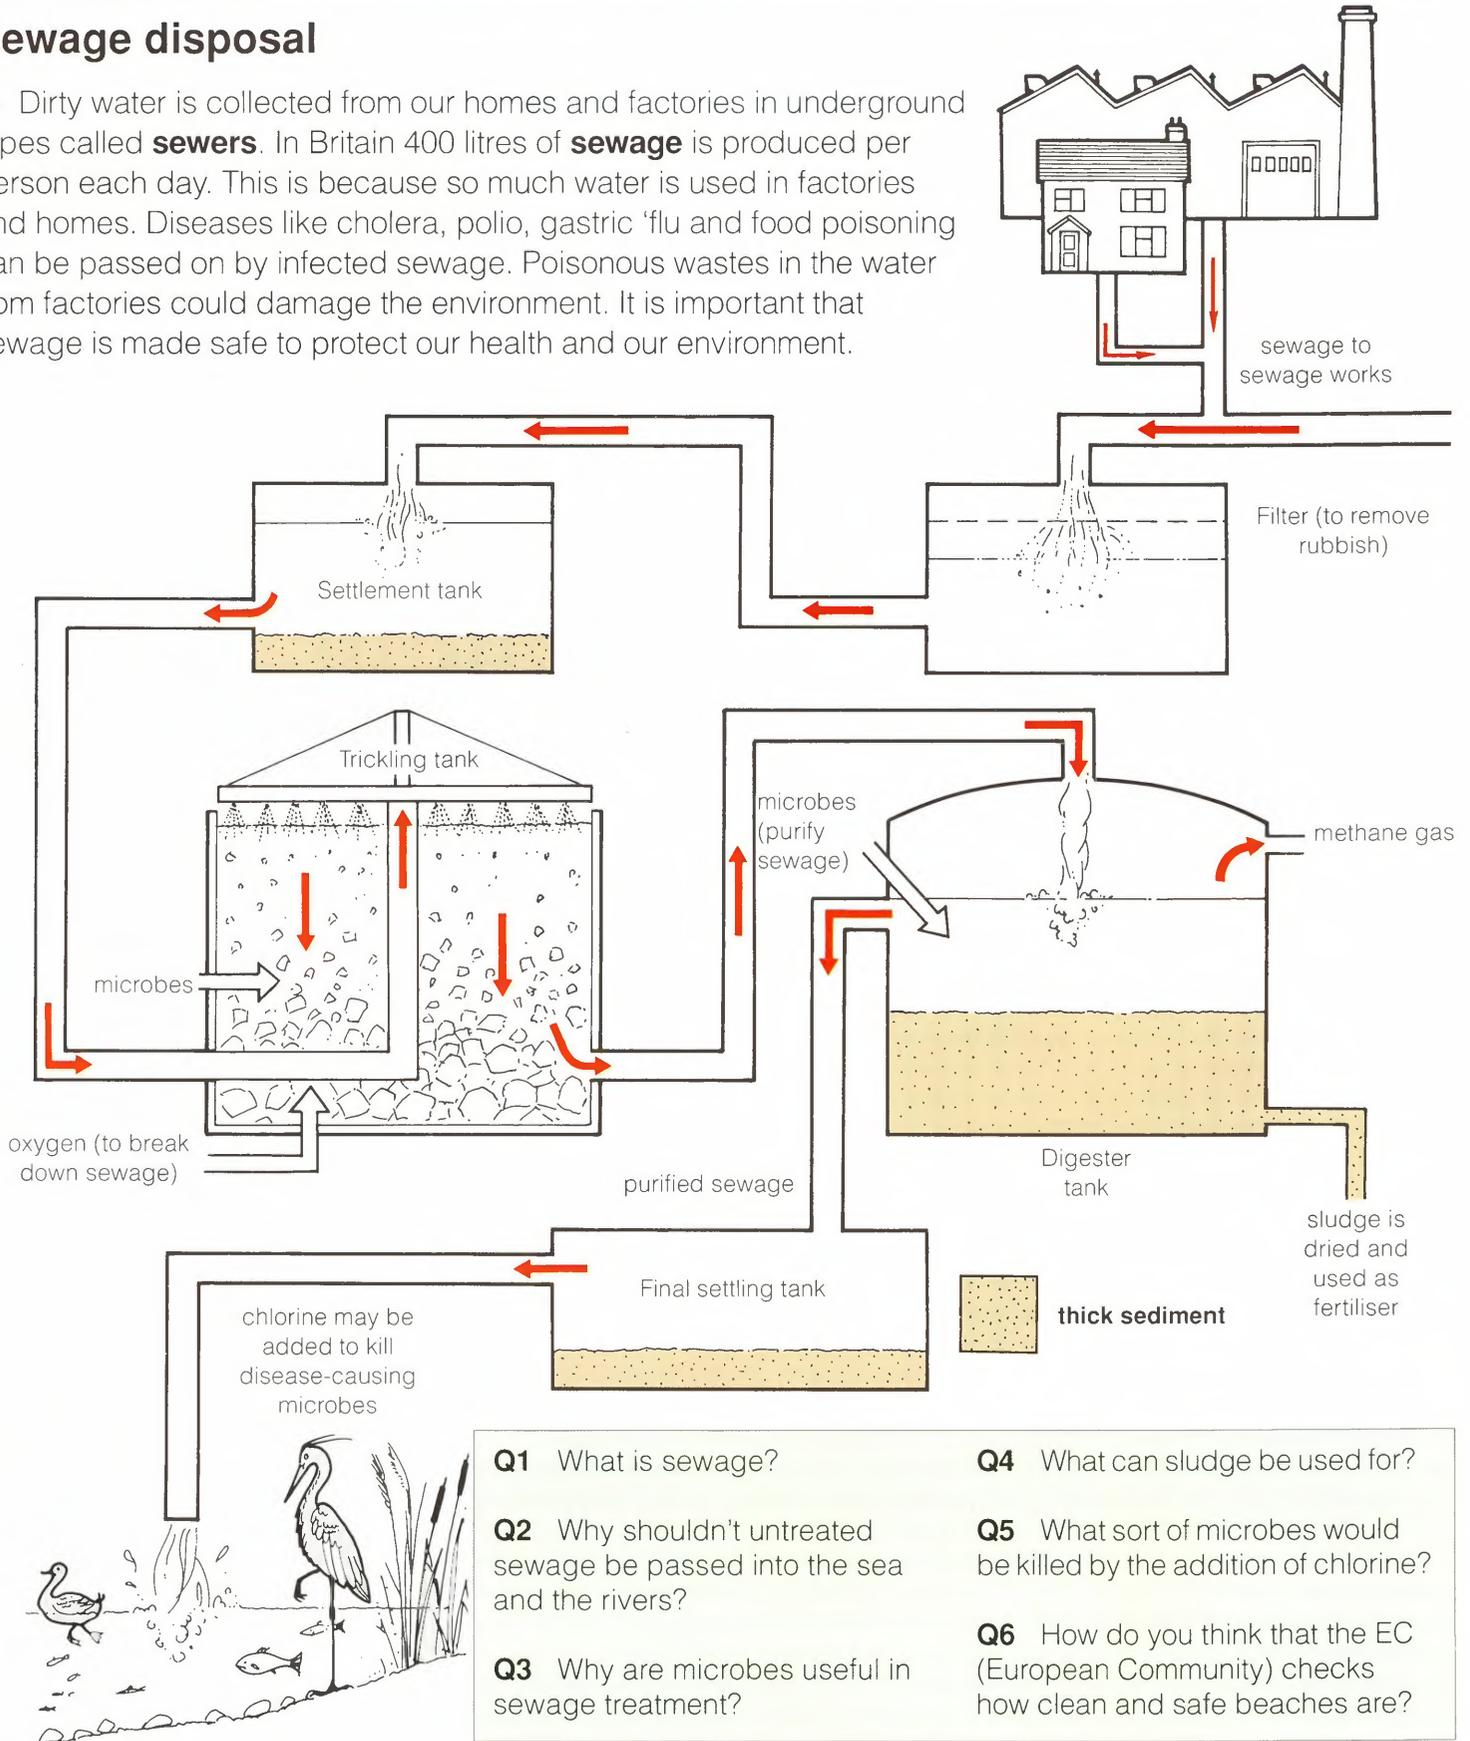 ewage disposal
Dirty water is collected from our homes and factories in underground
pes called sewers. In Britain 400 litres of sewage is produced per
erson each day. This is because so much water is used in factories
nd homes. Diseases like cholera, polio, gastric ‘flu and food poisoning
an be passed on by infected sewage. Poisonous wastes in the water
om factories could damage the environment. It is important that
ewage is made safe to protect our health and our environment.
sewage to
sewage works
Filter (to remove
rubbish)
Settlement tank
Trickling tank
microbes
(purify
sewage)
methane gas
microbes
oxygen (to break
down sewage)
Digester
tank
purified sewage
sludge is
dried and
used as
fertiliser
Final settling tank
thick sediment
chlorine may be
added to kill
disease-causing
microbes
Q1 What is sewage?
Q2 Why shouldn’t untreated
sewage be passed into the sea
and the rivers?
Q3 Why are microbes useful in
sewage treatment?
Q4 What can sludge be used for?
Q5 What sort of microbes would
be killed by the addition of chlorine?
Q6 How do you think that the EC
(European Community) checks
how clean and safe beaches are?